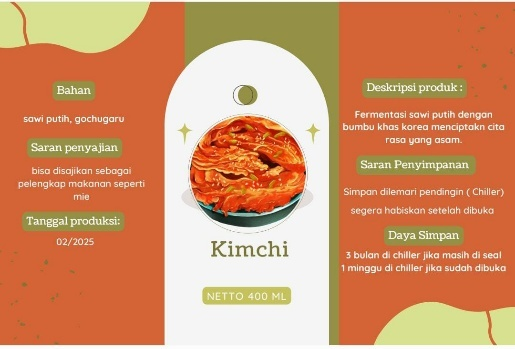 Bahan
sawi putih, gochugaru
Saran penyajian
bisa disajikan sebagai
pelengkap makanan seperti
mie
Tanggal produksi:
02/2025
Kimchi
NETTO 400 ML
Deskripsi produk :
Fermentasi sawi putih dengan
bumbu khas korea menciptakn cita
rasa yang asam.
Saran Penyimpanan
Simpan dilemari pendingin ( Chiller)
segera habiskan setelah dibuka
Daya Simpan
3 bulan di chiller jika masih di seal
1 minggu di chiller jika sudah dibuka